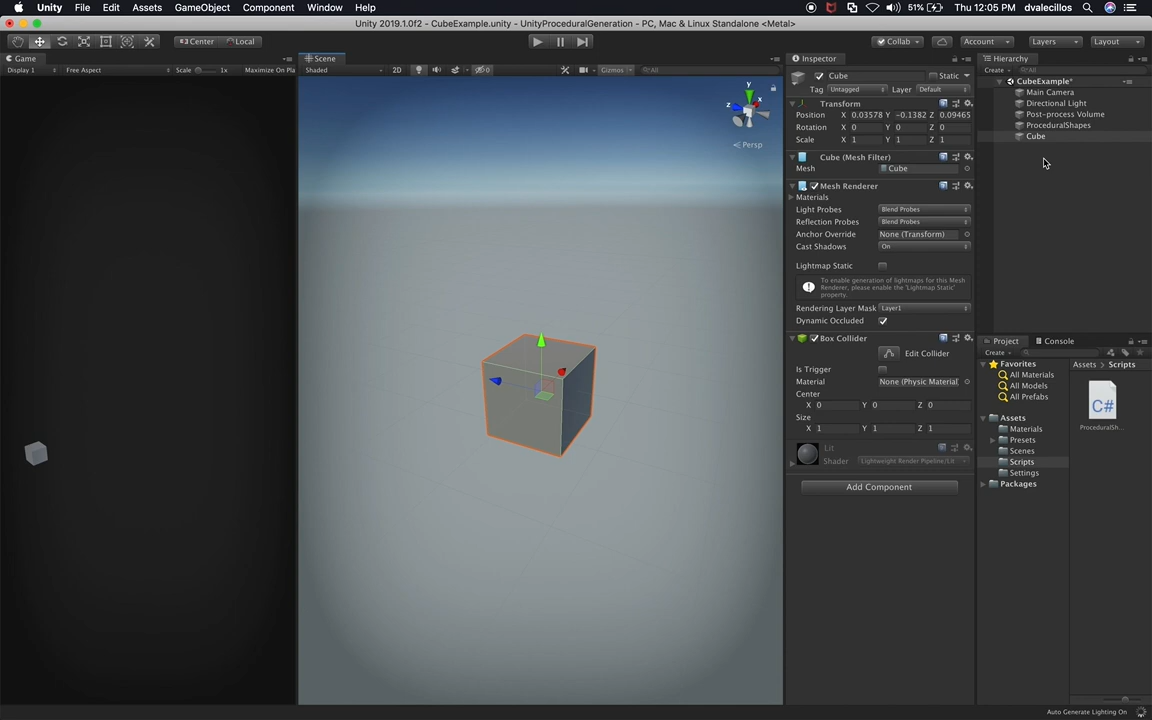 Unity File Edit Assets GameObject Component Window Help 51% Thu 12:05 PM dvalecillos
Unity 2019.1.0f2 - CubeExample.unity - UnityProceduralGeneration - PC, Mac & Linux Standalone <Metal>
Center Local Collab Account Layers Layout
Game
Display 1 Free Aspect Scale 1x Maximize On Pla
Scene
Shaded 2D 0 Gizmos All
y
x
z
Persp
Inspector
Cube Static
Tag Untagged Layer Default
Transform
Position X 0.03578 Y -0.1382 Z 0.09465
Rotation X 0 Y 0 Z 0
Scale X 1 Y 1 Z 1
Cube (Mesh Filter)
Mesh Cube
Mesh Renderer
Materials
Light Probes Blend Probes
Reflection Probes Blend Probes
Anchor Override None (Transform)
Cast Shadows On
Lightmap Static
To enable generation of lightmaps for this Mesh
Renderer, please enable the 'Lightmap Static'
property.
Rendering Layer Mask Layer1
Dynamic Occluded
Box Collider
Edit Collider
Is Trigger
Material None (Physic Material
Center
X 0 Y 0 Z 0
Size
X 1 Y 1 Z 1
Lit
Shader Lightweight Render Pipeline/Lit
Add Component
Hierarchy
Create All
CubeExample*
Main Camera
Directional Light
Post-process Volume
ProceduralShapes
Cube
Project Console
Create
Favorites
All Materials
All Models
All Prefabs
Assets
Materials
Presets
Scenes
Scripts
Settings
Packages
Assets > Scripts
C#
ProceduralSh...
Auto Generate Lighting On